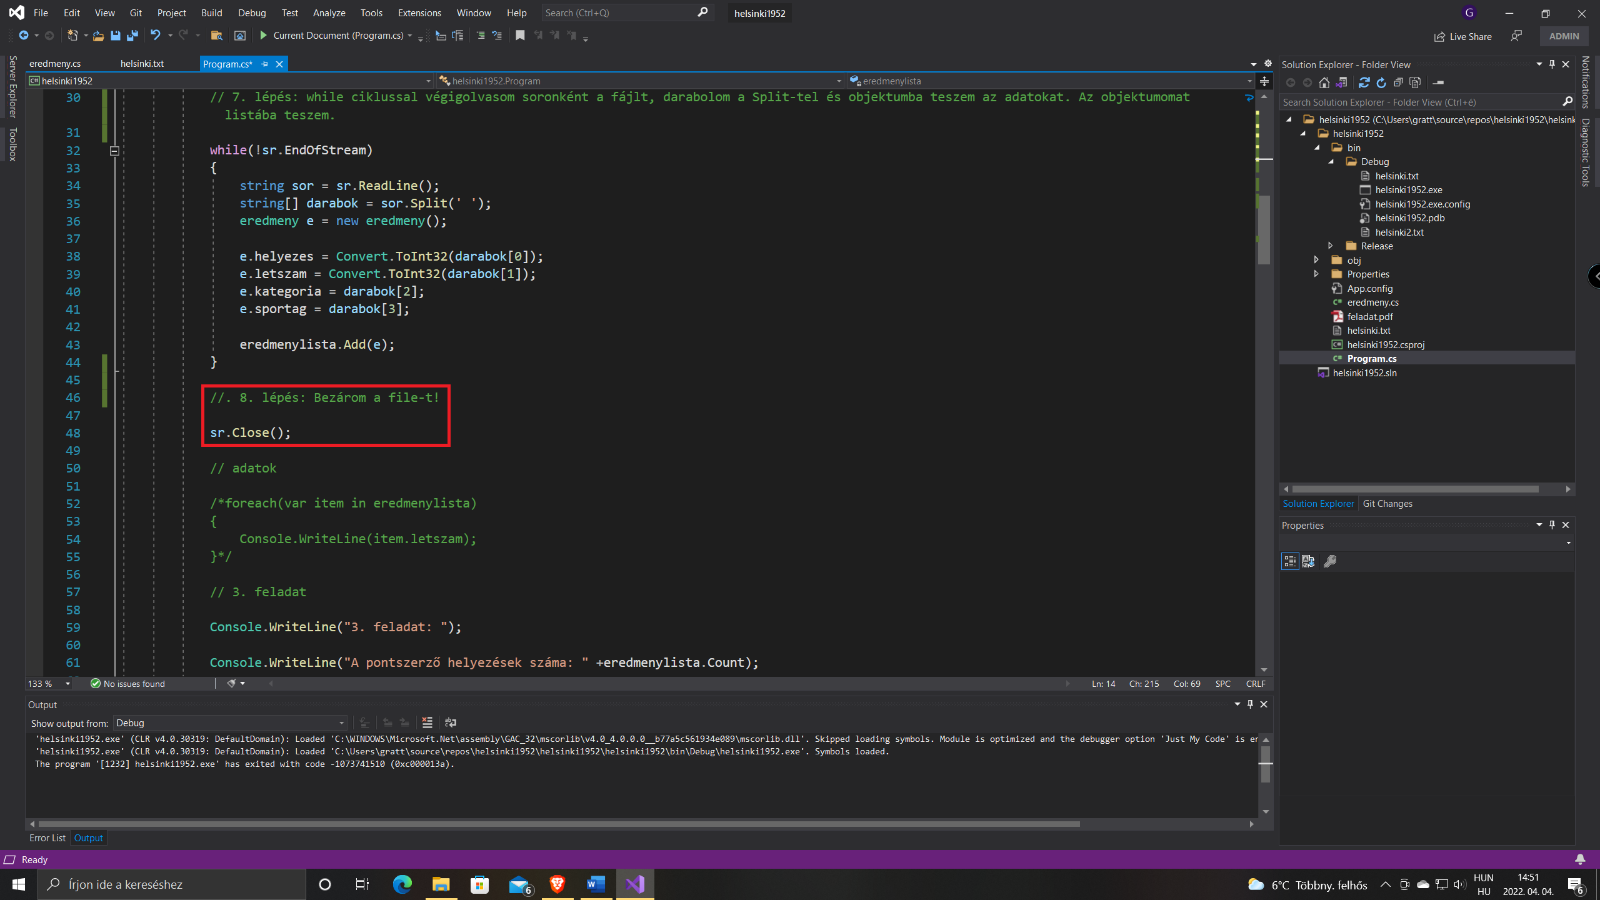 File Edit View Git Project Build Debug Test Analyze Tools Extensions Window Help Search (Ctrl+Q) helsinki1952 G
Current Document (Program.cs) Live Share ADMIN
Server Explorer
Toolbox
eredmeny.cs helsinki.txt Program.cs*
helsinki1952 helsinki1952.Program eredmenylista
30 // 7. lépés: while ciklussal végigolvasom soronként a fájlt, darabolom a Split-tel és objektumba teszem az adatokat. Az objektumomat
listába teszem.
31
32 while(!sr.EndOfStream)
33 {
34 string sor = sr.ReadLine();
35 string[] darabok = sor.Split(' ');
36 eredmeny e = new eredmeny();
37
38 e.helyezes = Convert.ToInt32(darabok[0]);
39 e.letszam = Convert.ToInt32(darabok[1]);
40 e.kategoria = darabok[2];
41 e.sportag = darabok[3];
42
43 eredmenylista.Add(e);
44 }
45
46 //. 8. lépés: Bezárom a file-t!
47
48 sr.Close();
49
50 // adatok
51
52 /*foreach(var item in eredmenylista)
53 {
54 Console.WriteLine(item.letszam);
55 }*/
56
57 // 3. feladat
58
59 Console.WriteLine("3. feladat: ");
60
61 Console.WriteLine("A pontszerző helyezések száma: " +eredmenylista.Count);
133 % No issues found Ln: 14 Ch: 215 Col: 69 SPC CRLF
Output
Show output from: Debug
'helsinki1952.exe' (CLR v4.0.30319: DefaultDomain): Loaded 'C:\WINDOWS\Microsoft.Net\assembly\GAC_32\mscorlib\v4.0_4.0.0.0__b77a5c561934e089\mscorlib.dll'. Skipped loading symbols. Module is optimized and the debugger option 'Just My Code' is en
'helsinki1952.exe' (CLR v4.0.30319: DefaultDomain): Loaded 'C:\Users\gratt\source\repos\helsinki1952\helsinki1952\helsinki1952\bin\Debug\helsinki1952.exe'. Symbols loaded.
The program '[1232] helsinki1952.exe' has exited with code -1073741510 (0xc000013a).
Error List Output
Solution Explorer - Folder View
Search Solution Explorer - Folder View (Ctrl+é)
helsinki1952 (C:\Users\gratt\source\repos\helsinki1952\helsink
helsinki1952
bin
Debug
helsinki.txt
helsinki1952.exe
helsinki1952.exe.config
helsinki1952.pdb
helsinki2.txt
Release
obj
Properties
App.config
eredmeny.cs
feladat.pdf
helsinki.txt
helsinki1952.csproj
Program.cs
helsinki1952.sln
Solution Explorer Git Changes
Properties
Notifications
Diagnostic Tools
Ready
Írjon ide a kereséshez 6 6°C Többny. felhős HUN 14:51
HU 2022. 04. 04. 6